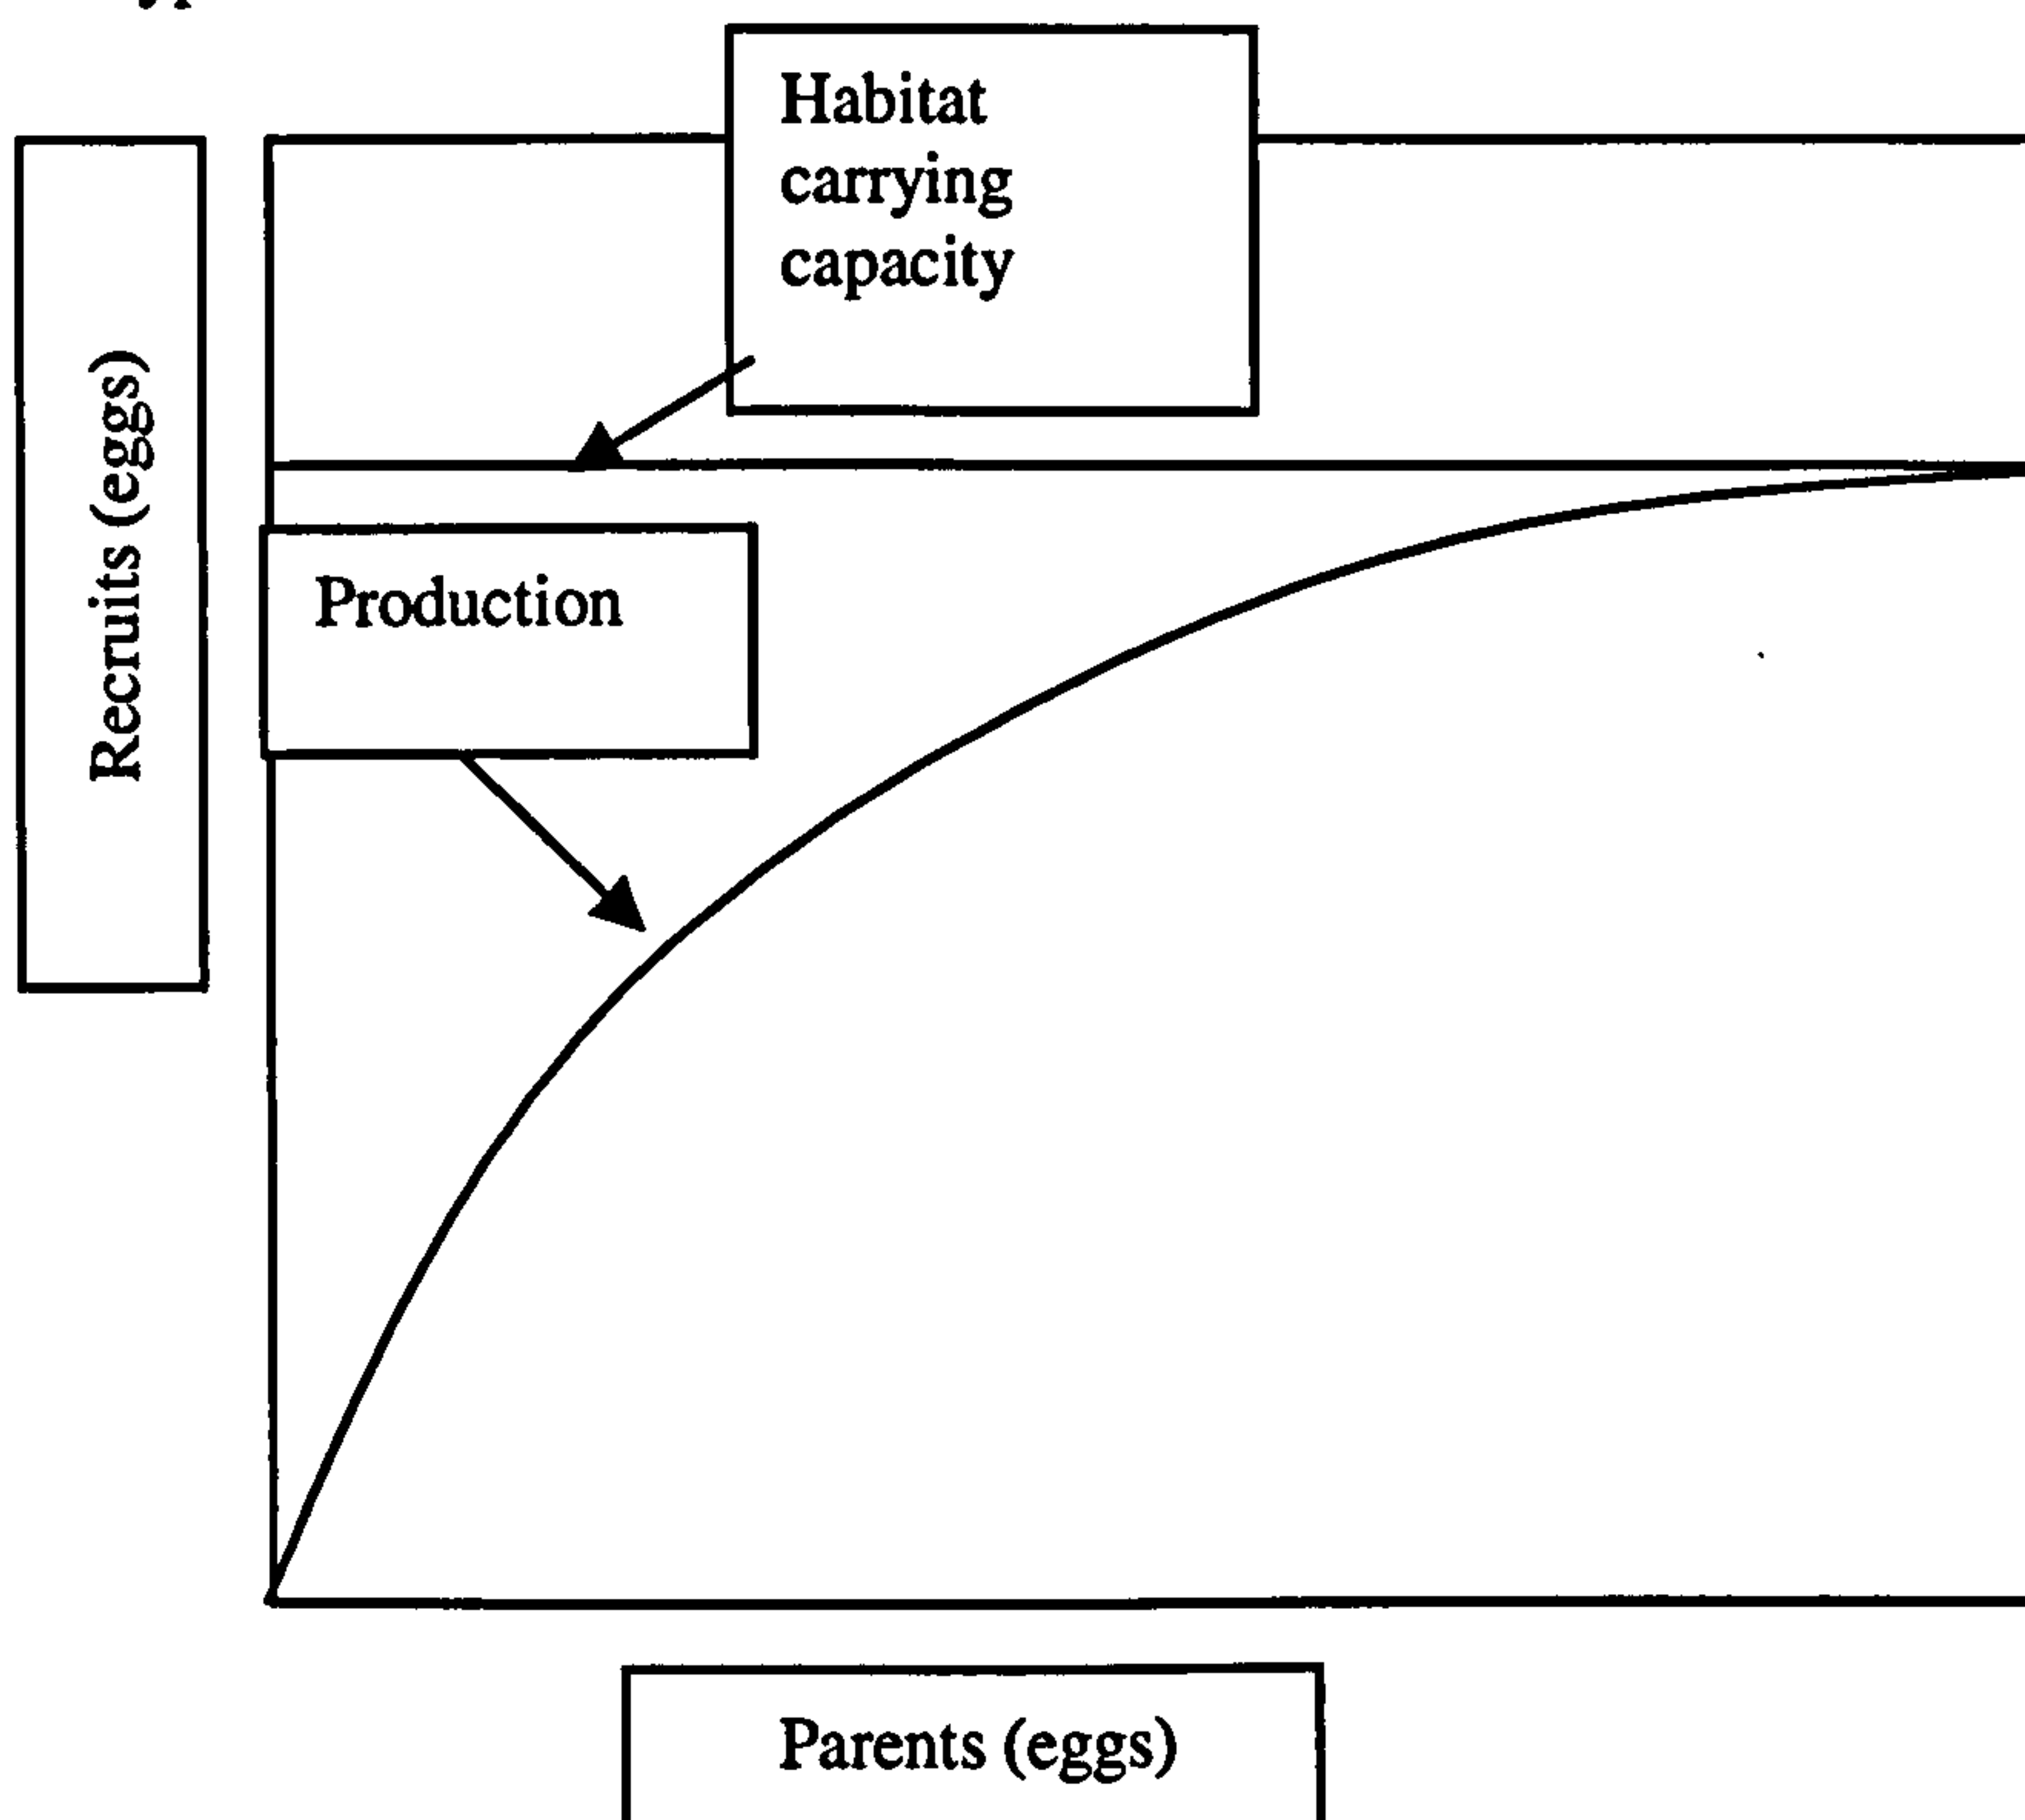 Habitat
carrying
capacity
Recruits (eggs)
Production
Parents (eggs)